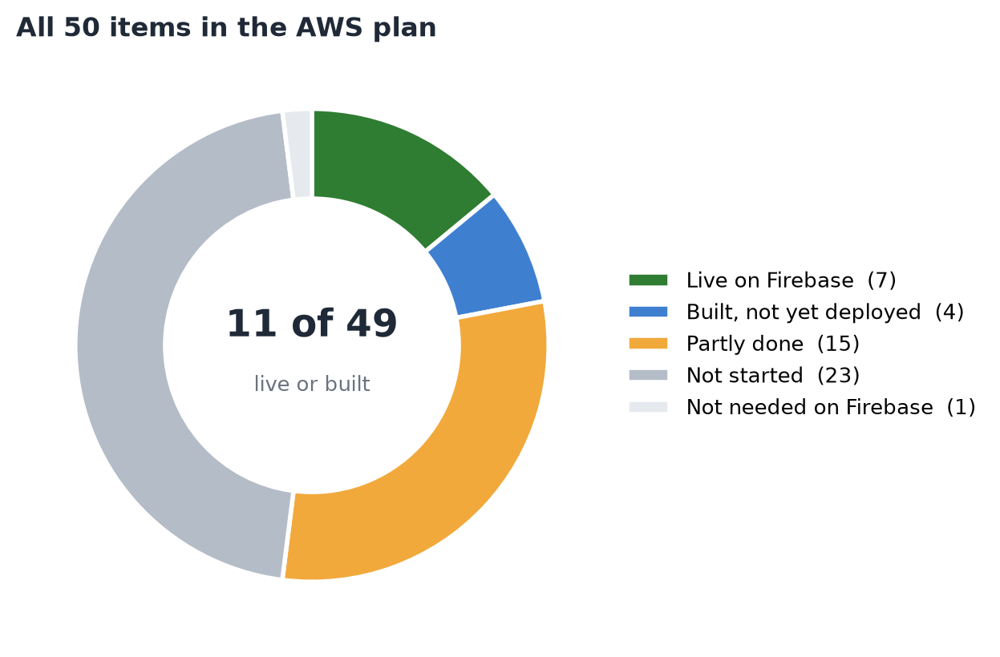 All 50 items in the AWS plan
11 of 49
live or built
Live on Firebase (7)
Built, not yet deployed (4)
Partly done (15)
Not started (23)
Not needed on Firebase (1)